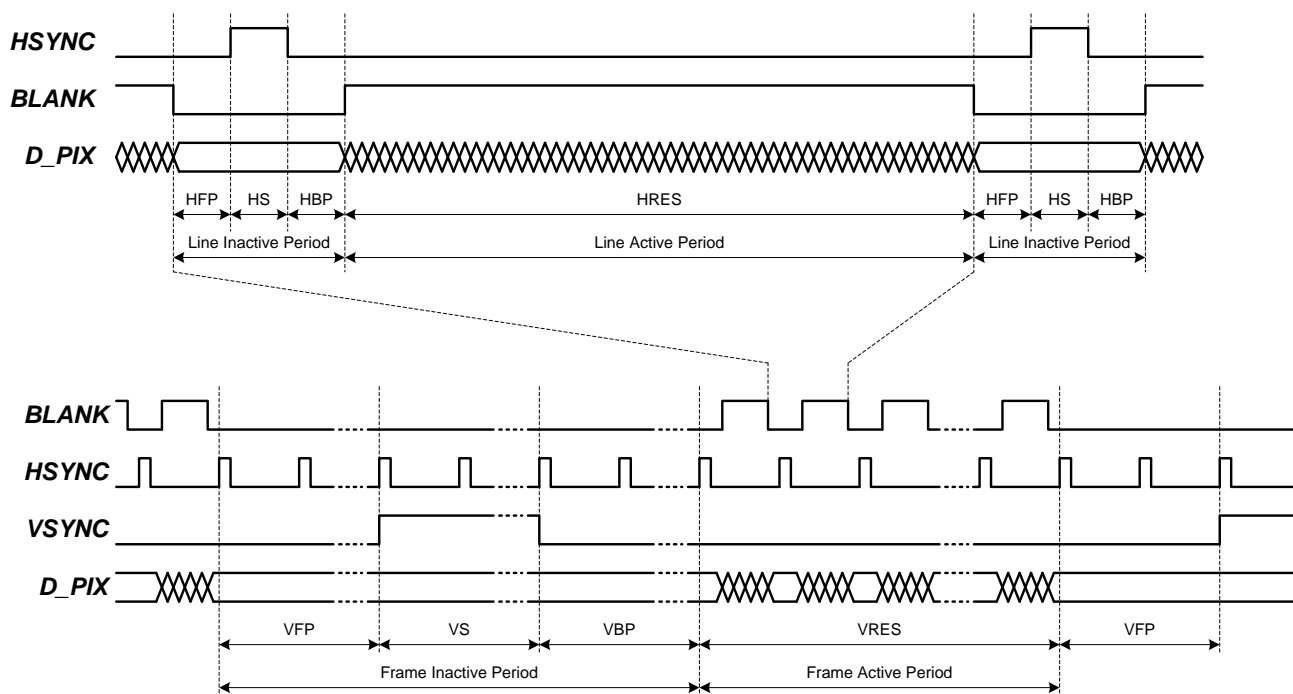 HSYNC
BLANK
D_PIX
HFP HS HBP HRES HFP HS HBP
Line Inactive Period Line Active Period Line Inactive Period
BLANK
HSYNC
VSYNC
D_PIX
VFP VS VBP VRES VFP
Frame Inactive Period Frame Active Period